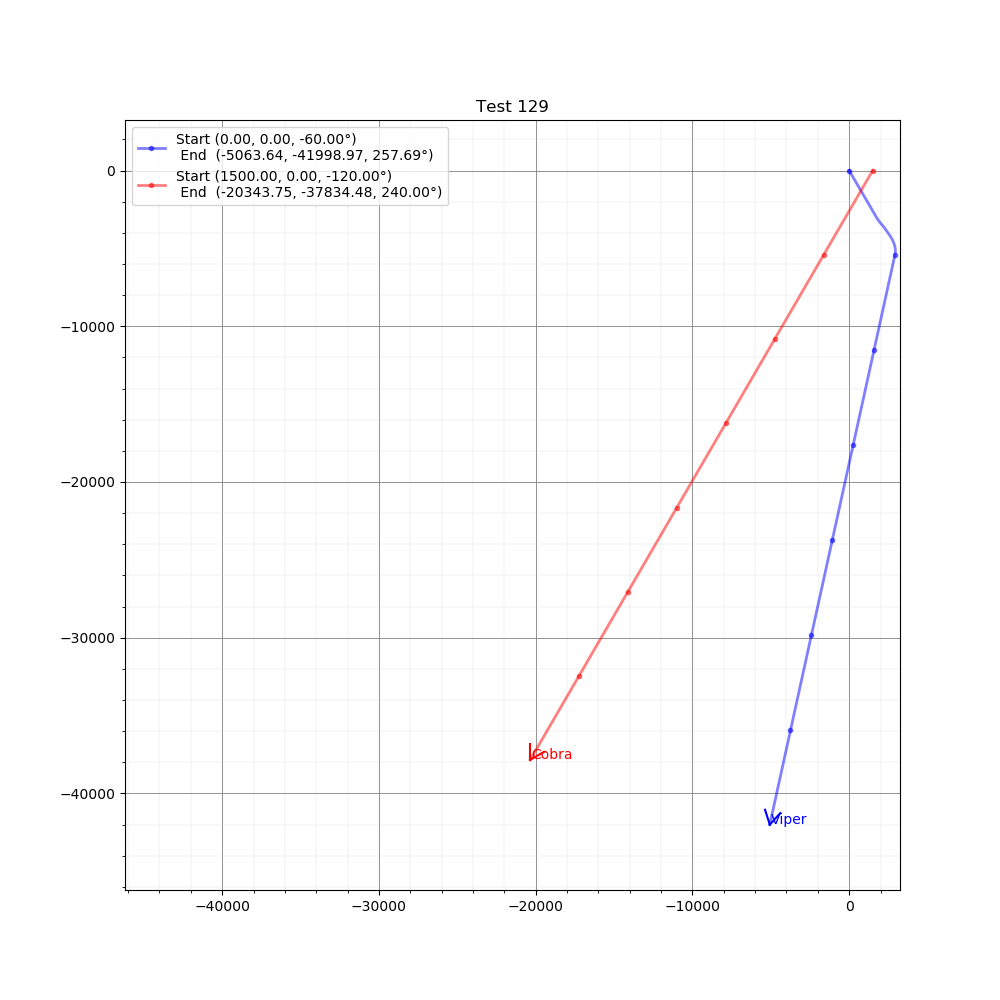 Test 129
Start (0.00, 0.00, -60.00°)
End (-5063.64, -41998.97, 257.69°)
Start (1500.00, 0.00, -120.00°)
End (-20343.75, -37834.48, 240.00°)
0
−10000
−20000
−30000
−40000
Cobra
Viper
−40000 −30000 −20000 −10000 0